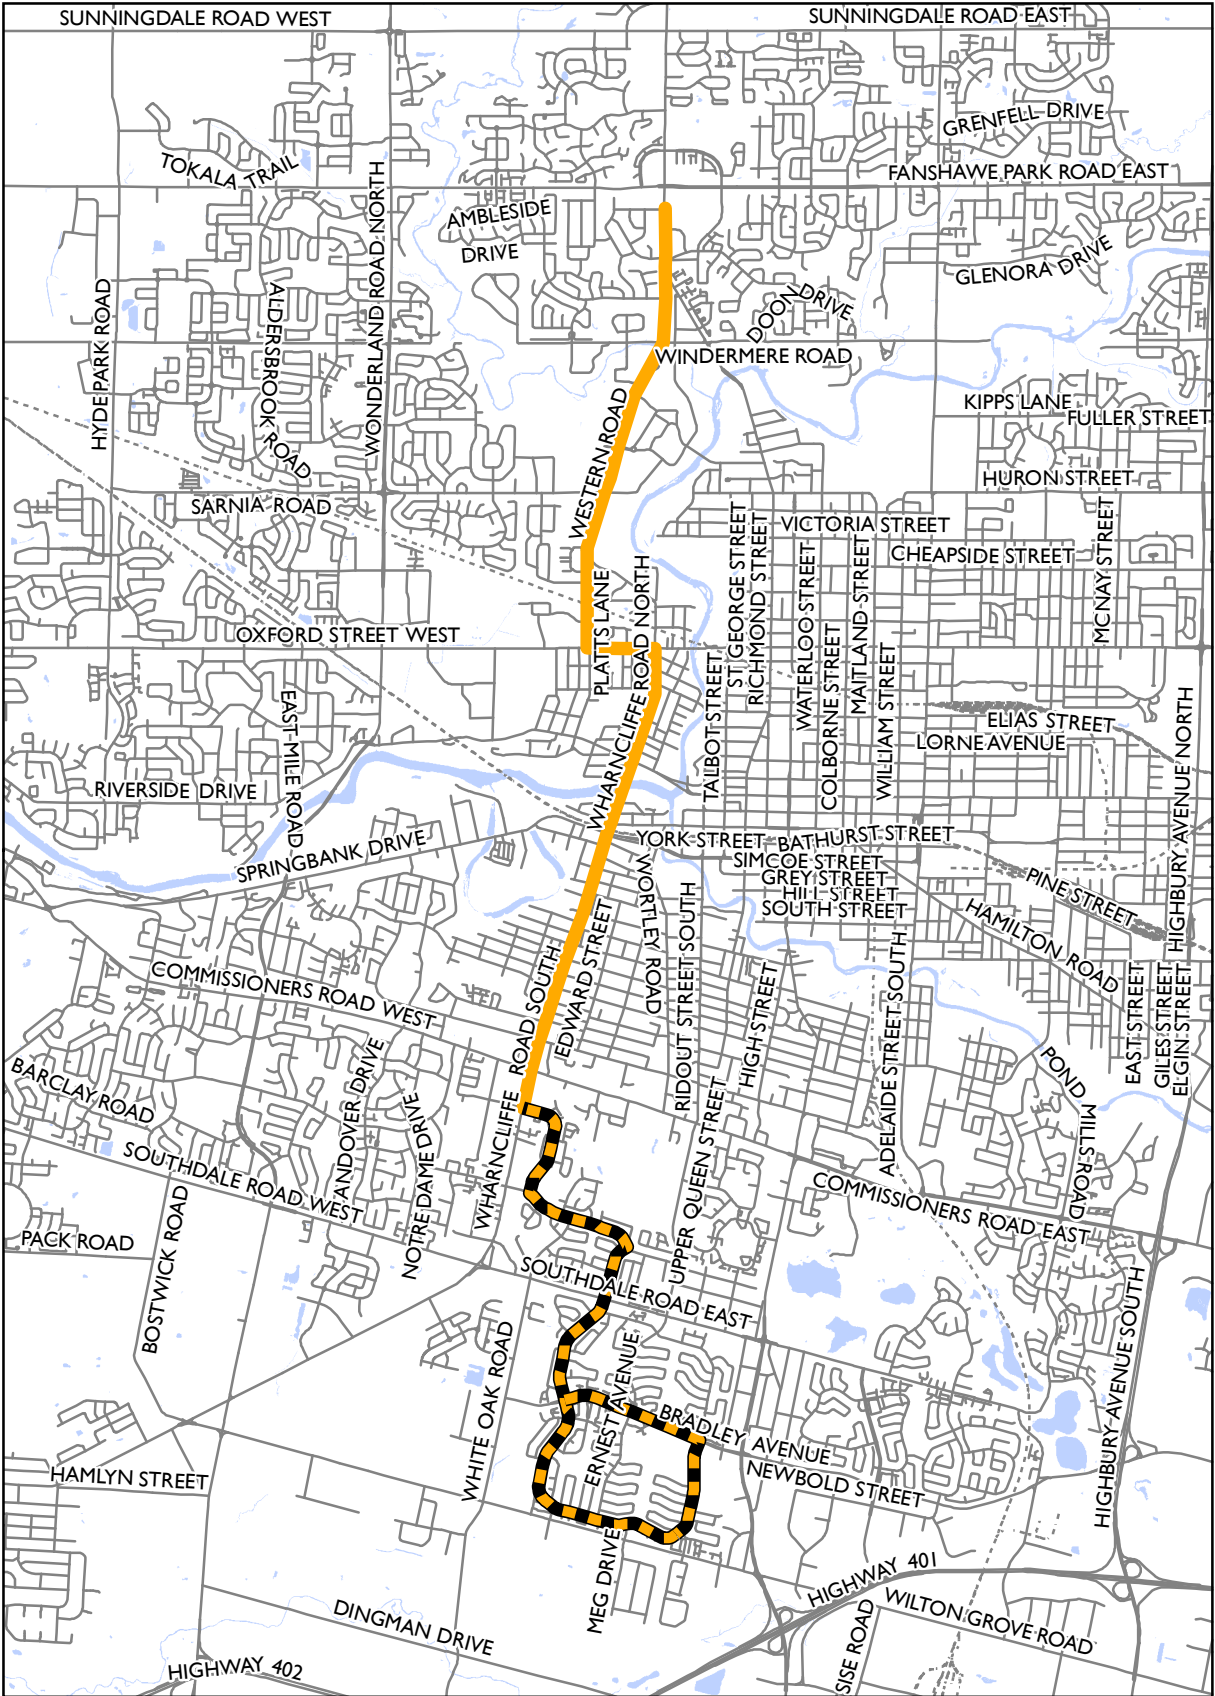 SUNNINGDALE ROAD WEST
SUNNINGDALE ROAD EAST
GRENFELL DRIVE
TOKALA TRAIL
FANSHAWE PARK ROAD EAST
AMBLESIDE
DRIVE
GLENORA DRIVE
HYDE PARK ROAD
ALDERSBROOK ROAD
WONDERLAND ROAD NORTH
DOON DRIVE
WINDERMERE ROAD
KIPPS LANE
FULLER STREET
WESTERN ROAD
HURON STREET
SARNIA ROAD
VICTORIA STREET
CHEAPSIDE STREET
MCNAY STREET
ST GEORGE STREET
RICHMOND STREET
WATERLOO STREET
MAITLAND STREET
PLATTS LANE
WHARNCLIFFE ROAD NORTH
OXFORD STREET WEST
TALBOT STREET
COLBORNE STREET
WILLIAM STREET
EAST MILE ROAD
ELIAS STREET
LORNE AVENUE
HIGHBURY AVENUE NORTH
RIVERSIDE DRIVE
SPRINGBANK DRIVE
YORK STREET
BATHURST STREET
SIMCOE STREET
GREY STREET
HILL STREET
SOUTH STREET
PINE STREET
HAMILTON ROAD
WORTLEY ROAD
RIDOUT STREET SOUTH
EDWARD STREET
HIGH STREET
ADELAIDE STREET SOUTH
EAST STREET
GILES STREET
ELGIN STREET
COMMISSIONERS ROAD WEST
WHARNCLIFFE ROAD SOUTH
BARCLAY ROAD
ANDOVER DRIVE
NOTRE DAME DRIVE
POND MILLS ROAD
SOUTHDALE ROAD WEST
UPPER QUEEN STREET
COMMISSIONERS ROAD EAST
PACK ROAD
BOSTWICK ROAD
SOUTHDALE ROAD EAST
HIGHBURY AVENUE SOUTH
WHITE OAK ROAD
ERNEST AVENUE
BRADLEY AVENUE
NEWBOLD STREET
HAMLYN STREET
MEG DRIVE
HIGHWAY 401
WILTON GROVE ROAD
DINGMAN DRIVE
SISE ROAD
HIGHWAY 402